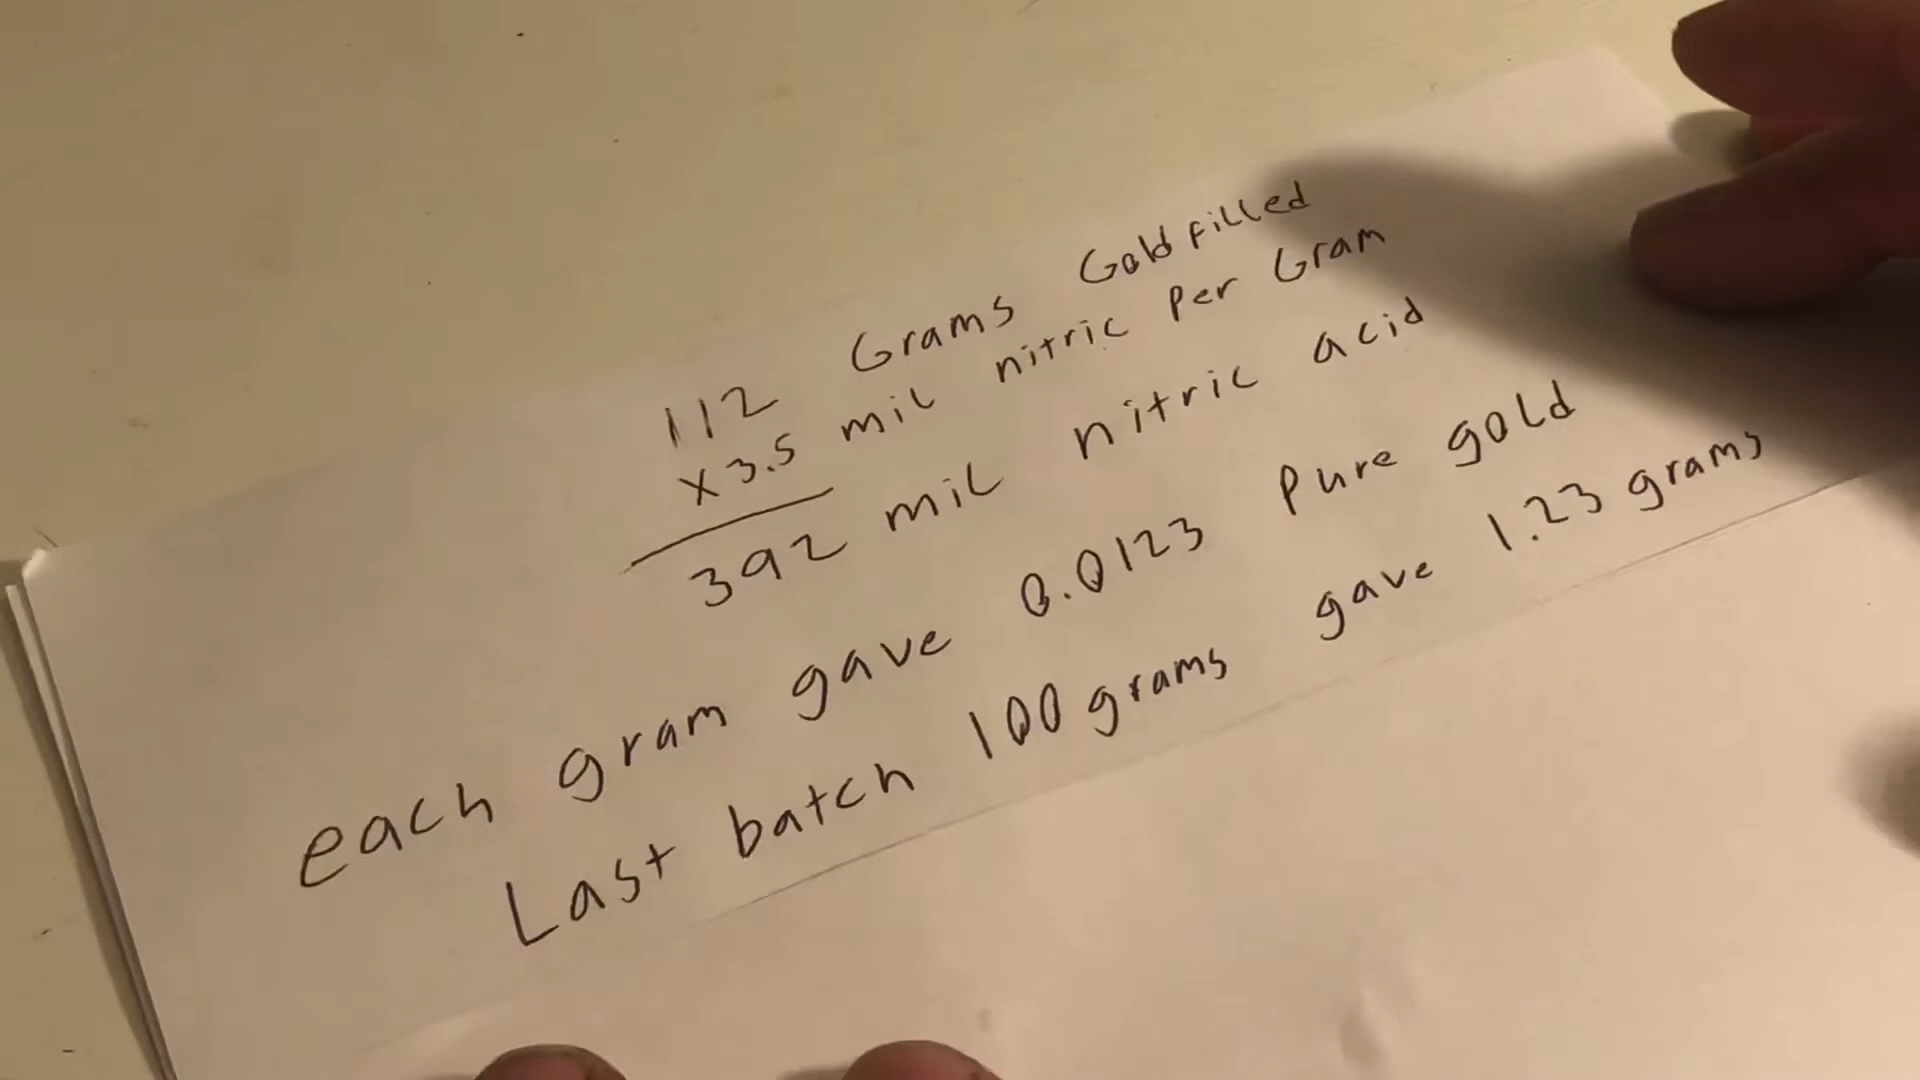 112 Grams Gold filled
x 3.5 mil nitric per Gram
392 mil nitric acid
each gram gave 0.0123 Pure gold
Last batch 100 grams gave 1.23 grams